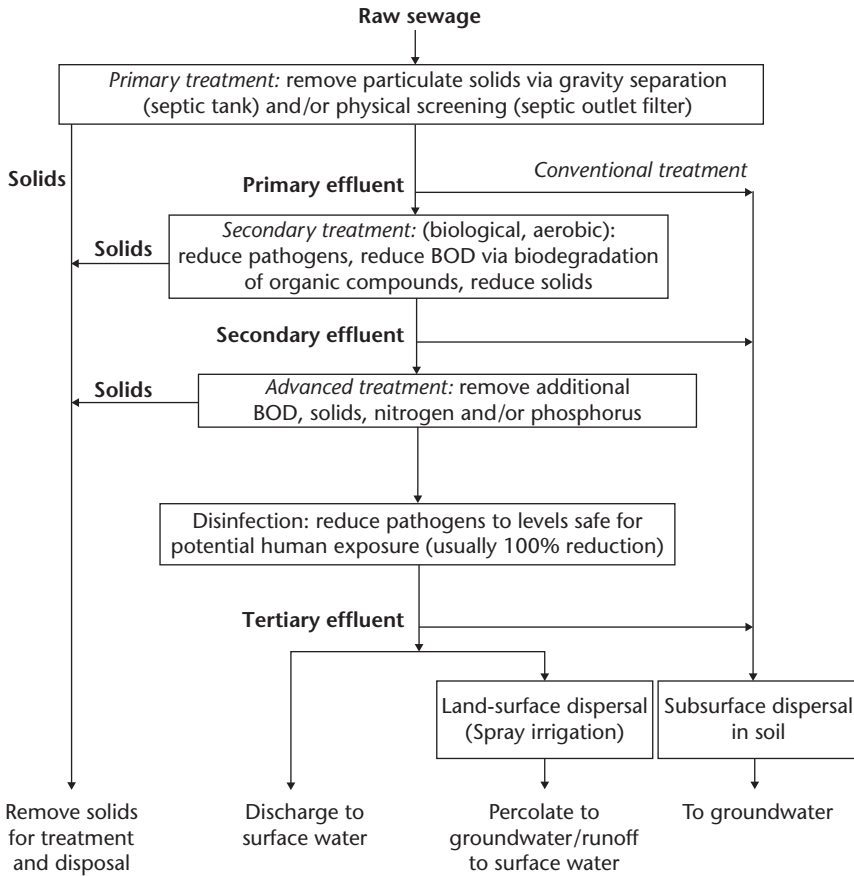 Raw sewage
Primary treatment: remove particulate solids via gravity separation
(septic tank) and/or physical screening (septic outlet filter)
Solids
Conventional treatment
Primary effluent
Secondary treatment: (biological, aerobic):
reduce pathogens, reduce BOD via biodegradation
of organic compounds, reduce solids
Solids
Secondary effluent
Advanced treatment: remove additional
BOD, solids, nitrogen and/or phosphorus
Solids
Disinfection: reduce pathogens to levels safe for
potential human exposure (usually 100% reduction)
Tertiary effluent
Land-surface dispersal
(Spray irrigation)
Subsurface dispersal
in soil
Remove solids
for treatment
and disposal
Discharge to
surface water
Percolate to
groundwater/runoff
to surface water
To groundwater